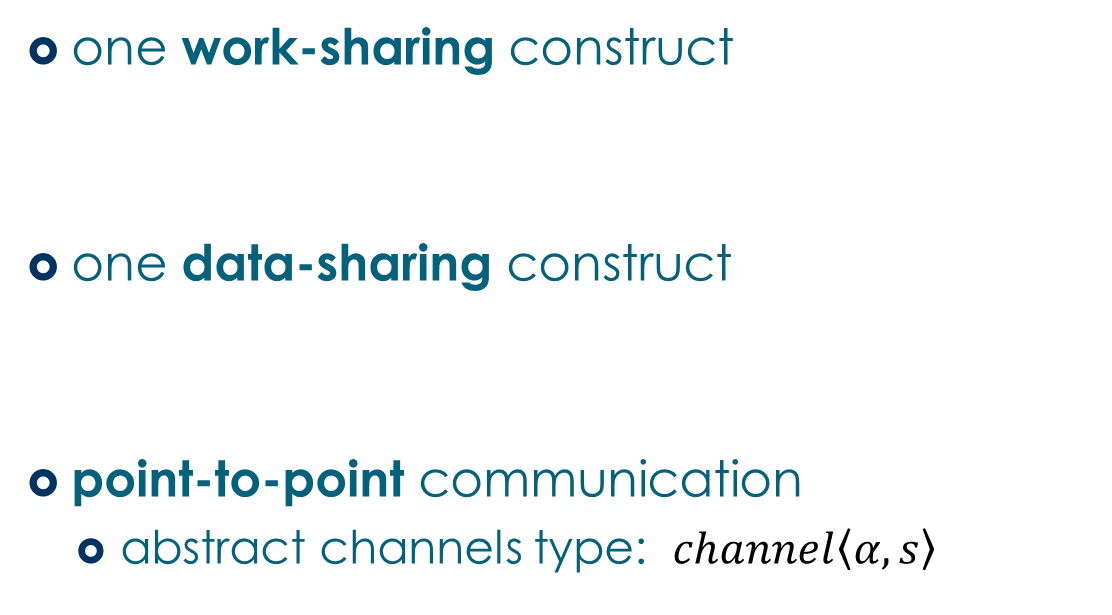 one work-sharing construct
one data-sharing construct
point-to-point communication
abstract channels type: channel⟨α, s⟩